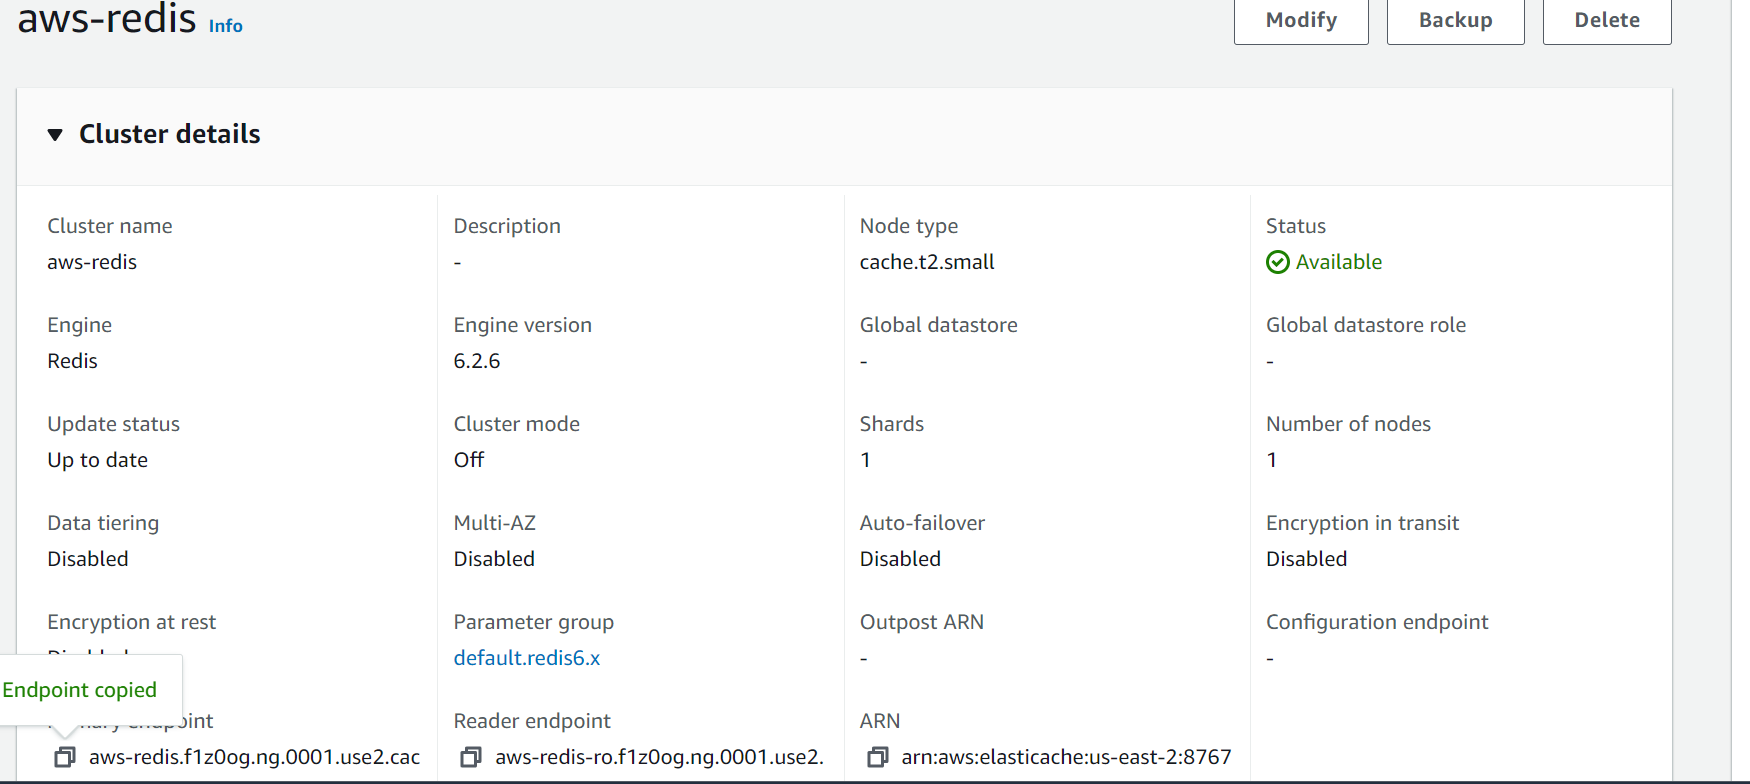 aws-redis Info
Modify Backup Delete
Cluster details
Cluster name Description Node type Status
aws-redis - cache.t2.small Available
Engine Engine version Global datastore Global datastore role
Redis 6.2.6 - -
Update status Cluster mode Shards Number of nodes
Up to date Off 1 1
Data tiering Multi-AZ Auto-failover Encryption in transit
Disabled Disabled Disabled Disabled
Encryption at rest Parameter group Outpost ARN Configuration endpoint
default.redis6.x - -
Endpoint copied
endpoint Reader endpoint ARN
aws-redis.f1z0og.ng.0001.use2.cac aws-redis-ro.f1z0og.ng.0001.use2. arn:aws:elasticache:us-east-2:8767